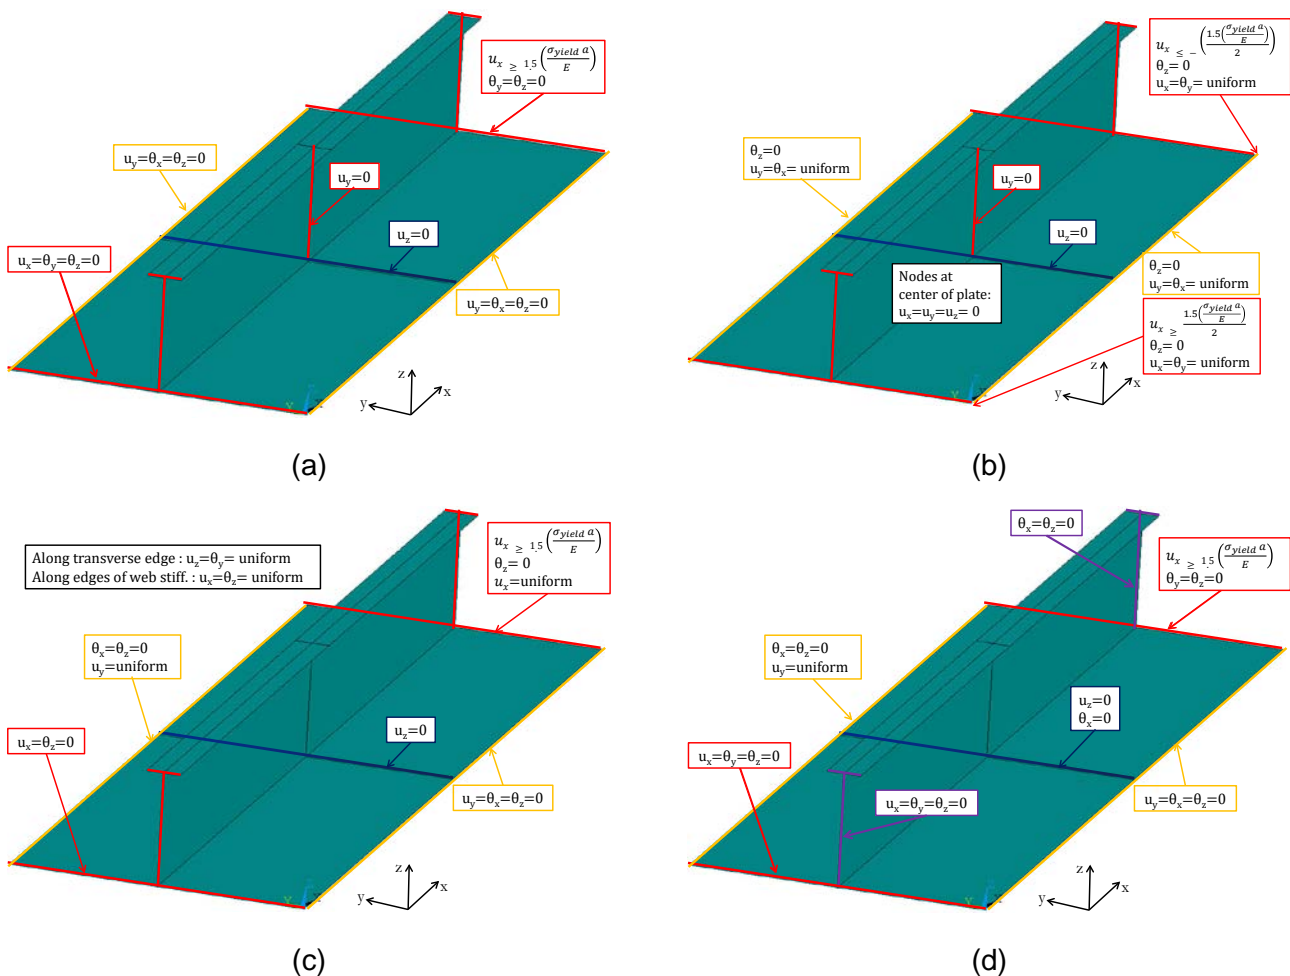 u_x ≥ 1.5 (σ_yield a / E)
θ_y=θ_z=0
u_y=θ_x=θ_z=0
u_y=0
u_z=0
u_x=θ_y=θ_z=0
u_y=θ_x=θ_z=0
z
x
y
(a)
u_x ≤ − (1.5(σ_yield a / E) / 2)
θ_z= 0
u_x=θ_y= uniform
θ_z=0
u_y=θ_x= uniform
u_y=0
u_z=0
Nodes at
center of plate:
u_x=u_y=u_z= 0
θ_z=0
u_y=θ_x= uniform
u_x ≥ 1.5(σ_yield a / E) / 2
θ_z= 0
u_x=θ_y= uniform
z
x
y
(b)
Along transverse edge : u_z=θ_y= uniform
Along edges of web stiff. : u_x=θ_z= uniform
u_x ≥ 1.5 (σ_yield a / E)
θ_z= 0
u_x=uniform
θ_x=θ_z=0
u_y=uniform
u_x=θ_z=0
u_z=0
u_y=θ_x=θ_z=0
z
x
y
(c)
θ_x=θ_z=0
u_x ≥ 1.5 (σ_yield a / E)
θ_y=θ_z=0
θ_x=θ_z=0
u_y=uniform
u_z=0
θ_x=0
u_x=θ_y=θ_z=0
u_x=θ_y=θ_z=0
u_y=θ_x=θ_z=0
z
x
y
(d)